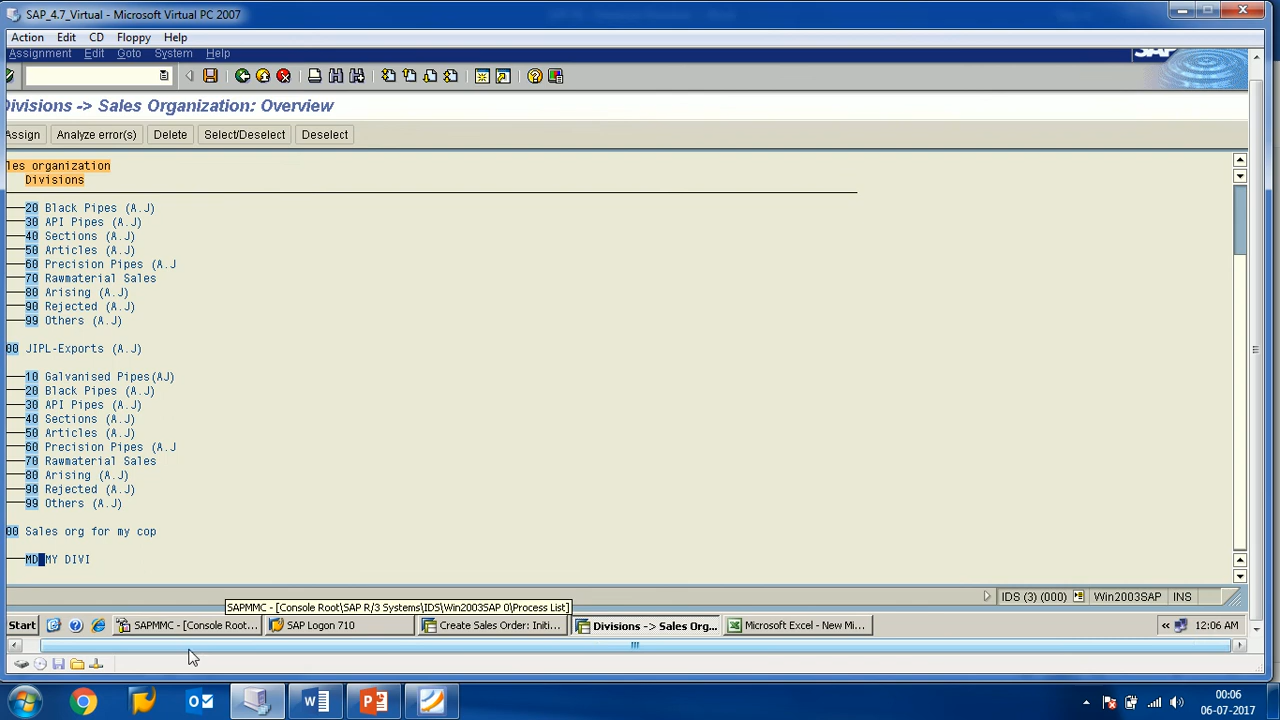 SAP_4.7_Virtual - Microsoft Virtual PC 2007
Action Edit CD Floppy Help
Assignment Edit Goto System Help
Divisions -> Sales Organization: Overview
Assign Analyze error(s) Delete Select/Deselect Deselect
les organization
Divisions
20 Black Pipes (A.J)
30 API Pipes (A.J)
40 Sections (A.J)
50 Articles (A.J)
60 Precision Pipes (A.J
70 Rawmaterial Sales
80 Arising (A.J)
90 Rejected (A.J)
99 Others (A.J)
00 JIPL-Exports (A.J)
10 Galvanised Pipes(AJ)
20 Black Pipes (A.J)
30 API Pipes (A.J)
40 Sections (A.J)
50 Articles (A.J)
60 Precision Pipes (A.J
70 Rawmaterial Sales
80 Arising (A.J)
90 Rejected (A.J)
99 Others (A.J)
00 Sales org for my cop
MD MY DIVI
SAPMMC - [Console Root\SAP R/3 Systems\IDS\Win2003SAP 0\Process List]
IDS (3) (000) Win2003SAP INS
Start SAPMMC - [Console Root... SAP Logon 710 Create Sales Order: Initi... Divisions -> Sales Org... Microsoft Excel - New Mi... 12:06 AM
00:06
06-07-2017